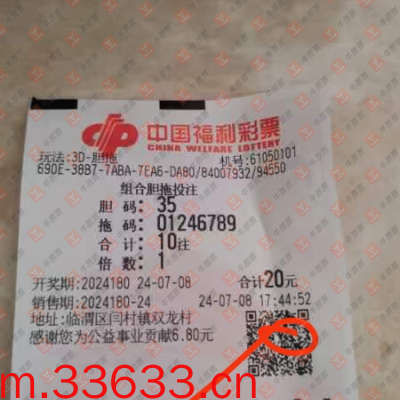 中国福利彩票
CHINA WELFARE LOTTERY
玩法:3D-胆拖 机号:61050101
690E-38B7-7ABA-7EA6-DA80/84007932/94550
组合胆拖投注
胆 码: 35
拖 码: 01246789
合 计: 10注
倍 数: 1
开奖期:2024180 24-07-08 合计20元
销售期:2024180-24 24-07-08 17:44:52
地址:临渭区闫村镇双龙村
感谢您为公益事业贡献6.80元
m.33633.cn